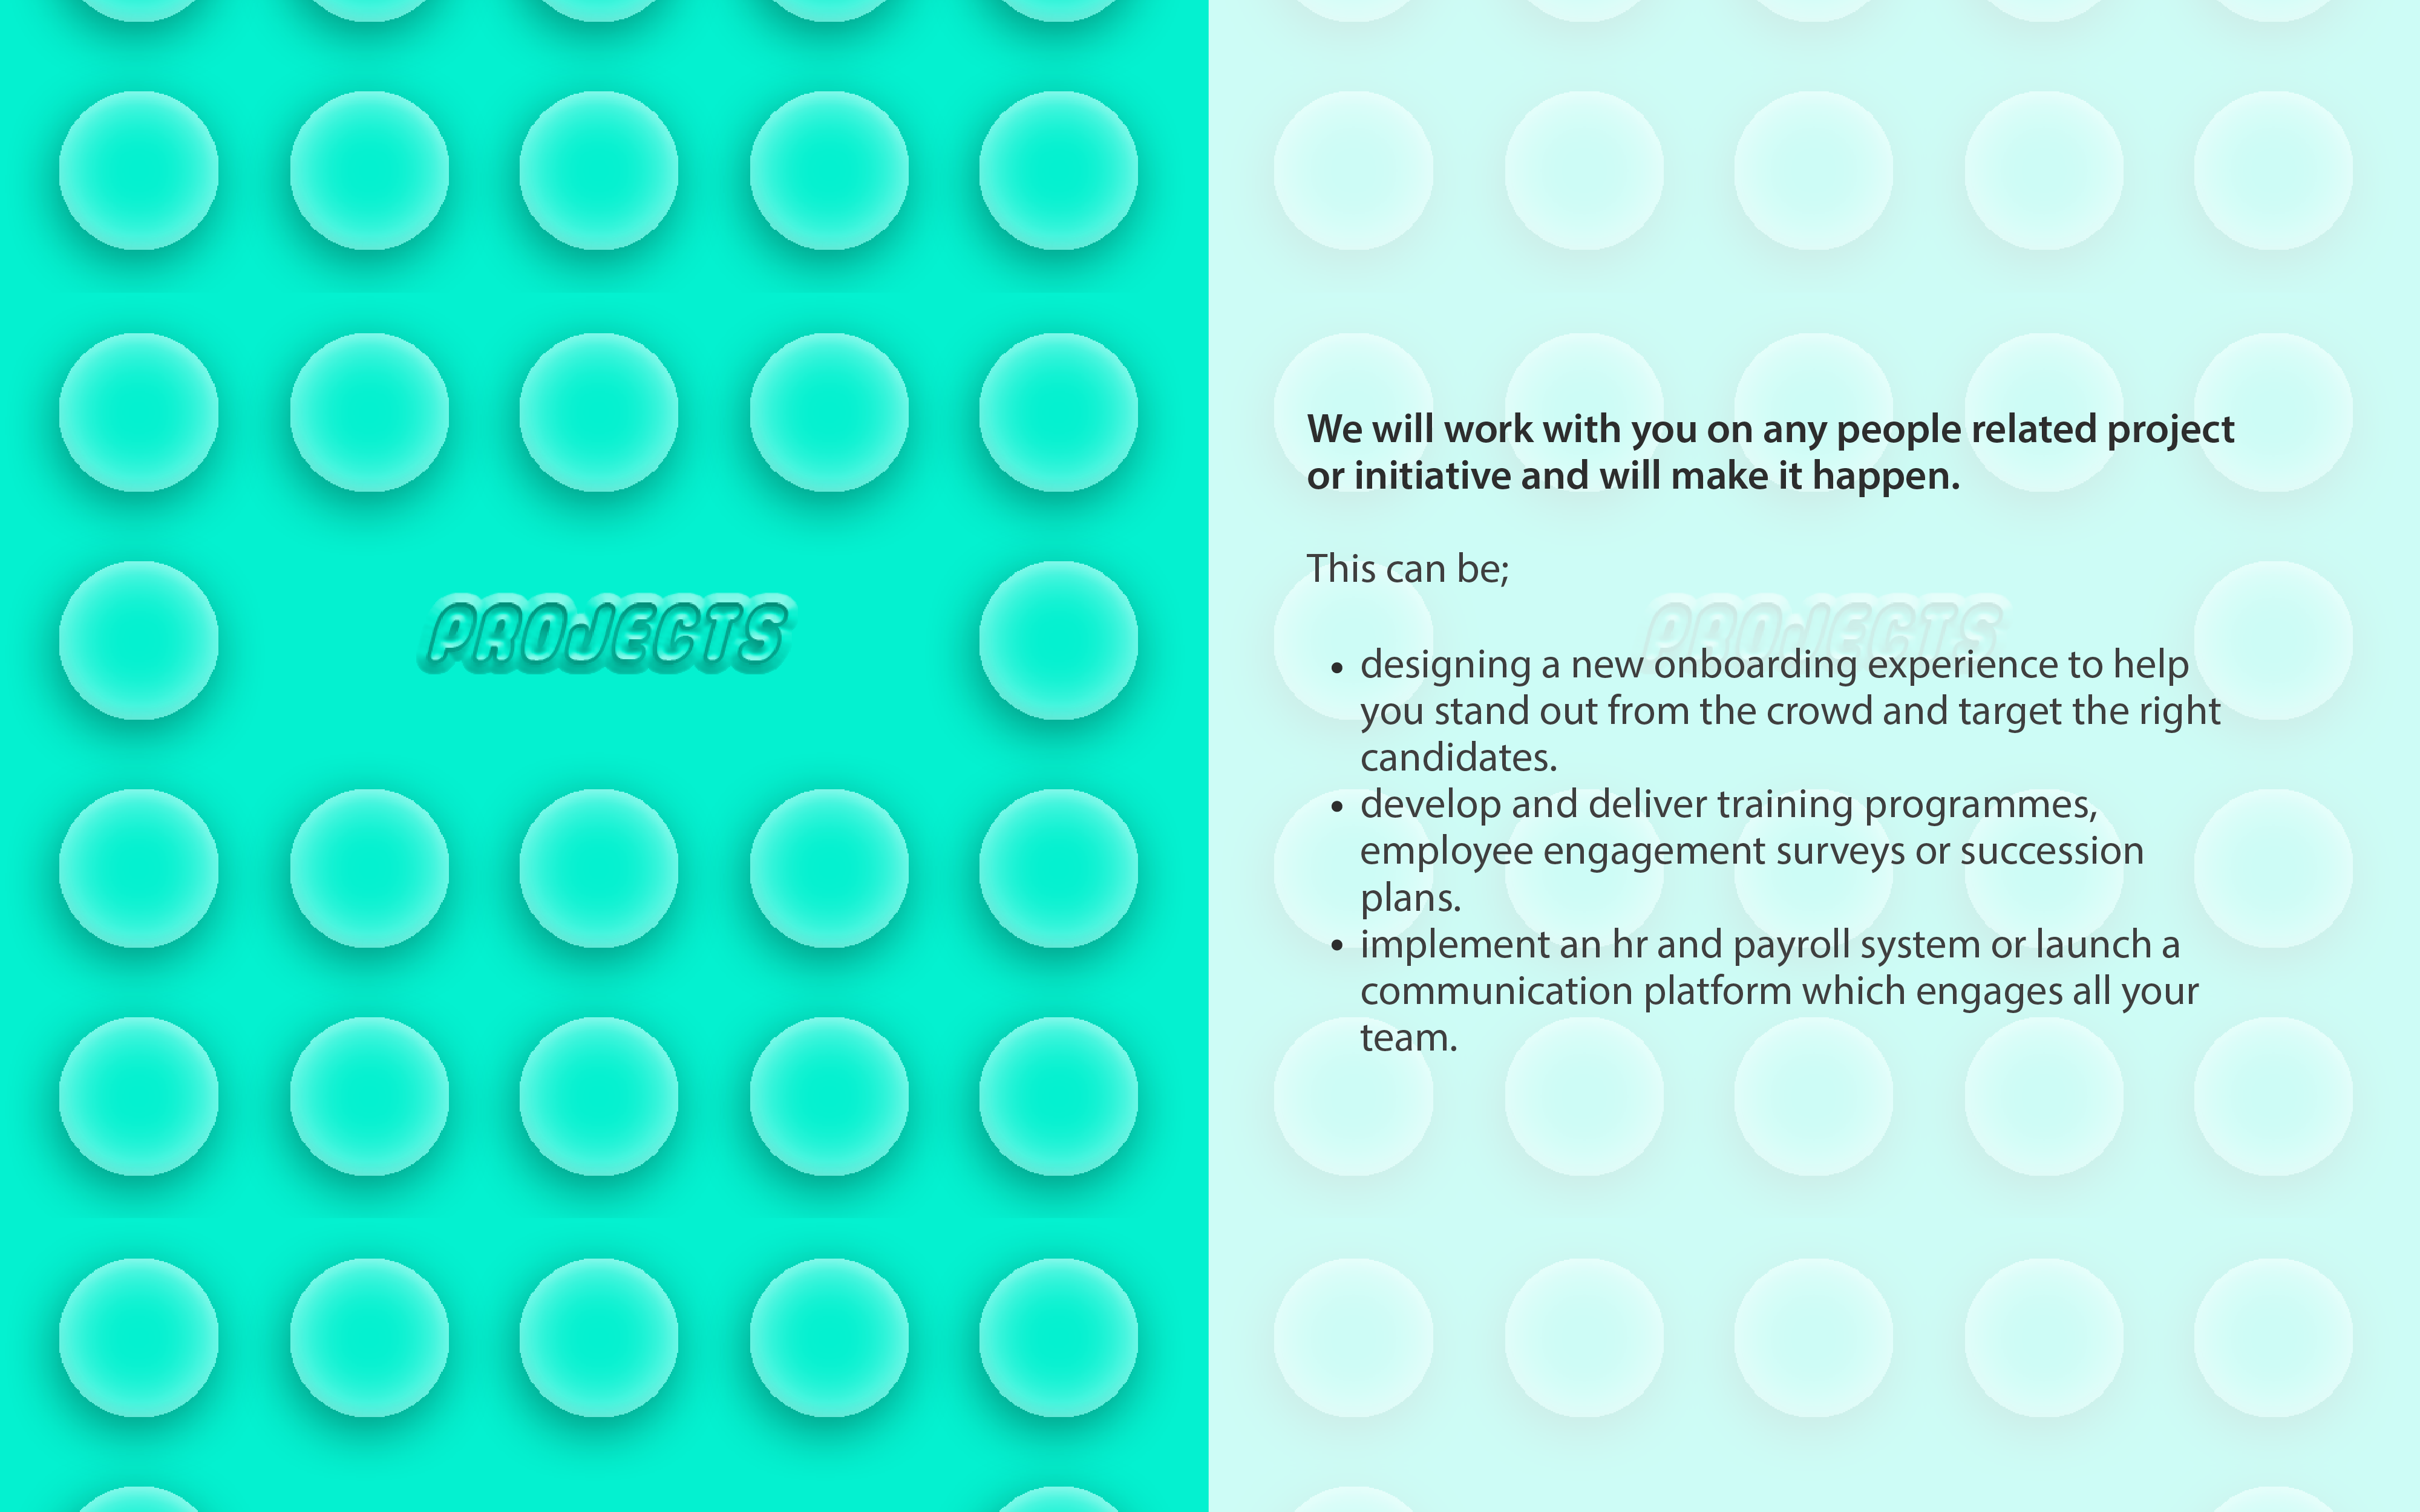 PROJECTS
We will work with you on any people related project
or initiative and will make it happen.
This can be;
PROJECTS
• designing a new onboarding experience to help
you stand out from the crowd and target the right
candidates.
• develop and deliver training programmes,
employee engagement surveys or succession
plans.
• implement an hr and payroll system or launch a
communication platform which engages all your
team.